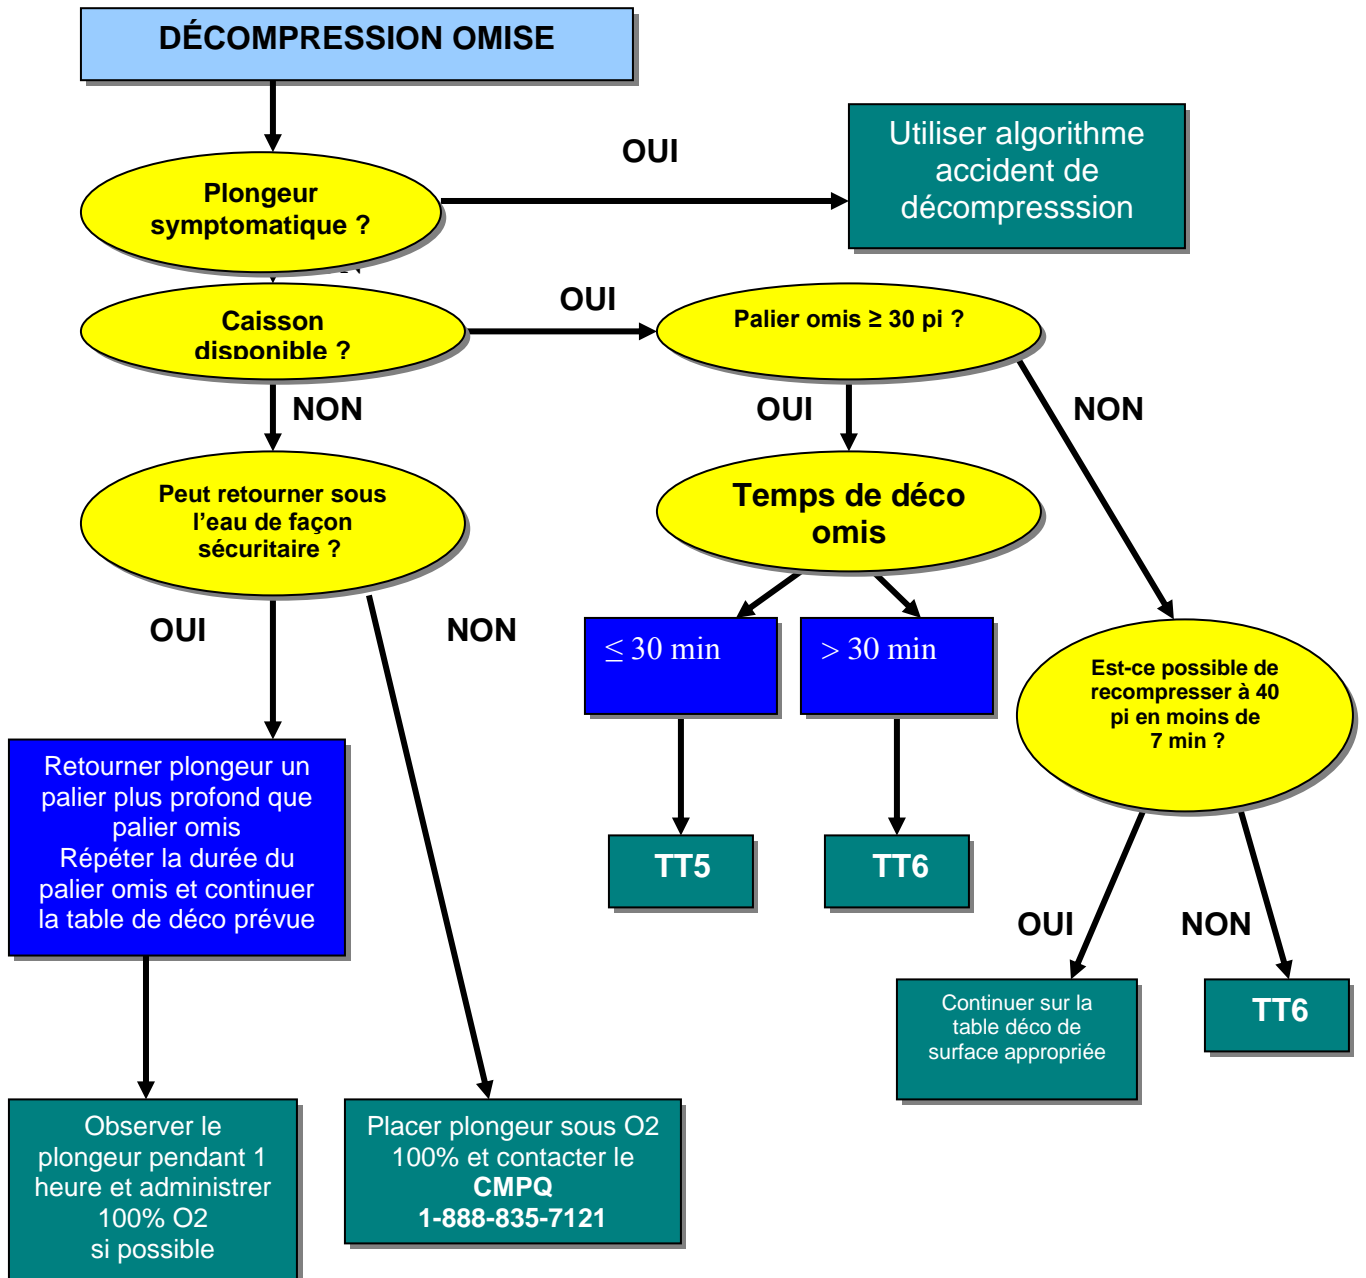 DÉCOMPRESSION OMISE
OUI
Utiliser algorithme
accident de
décompresssion
Plongeur
symptomatique ?
OUI
Caisson
disponible ?
Palier omis ≥ 30 pi ?
NON
OUI
NON
Peut retourner sous
l'eau de façon
sécuritaire ?
Temps de déco
omis
OUI
NON
≤ 30 min
> 30 min
Est-ce possible de
recompresser à 40
pi en moins de
7 min ?
Retourner plongeur un
palier plus profond que
palier omis
Répéter la durée du
palier omis et continuer
la table de déco prévue
TT5
TT6
OUI
NON
Continuer sur la
table déco de
surface appropriée
TT6
Observer le
plongeur pendant 1
heure et administrer
100% O2
si possible
Placer plongeur sous O2
100% et contacter le
CMPQ
1-888-835-7121